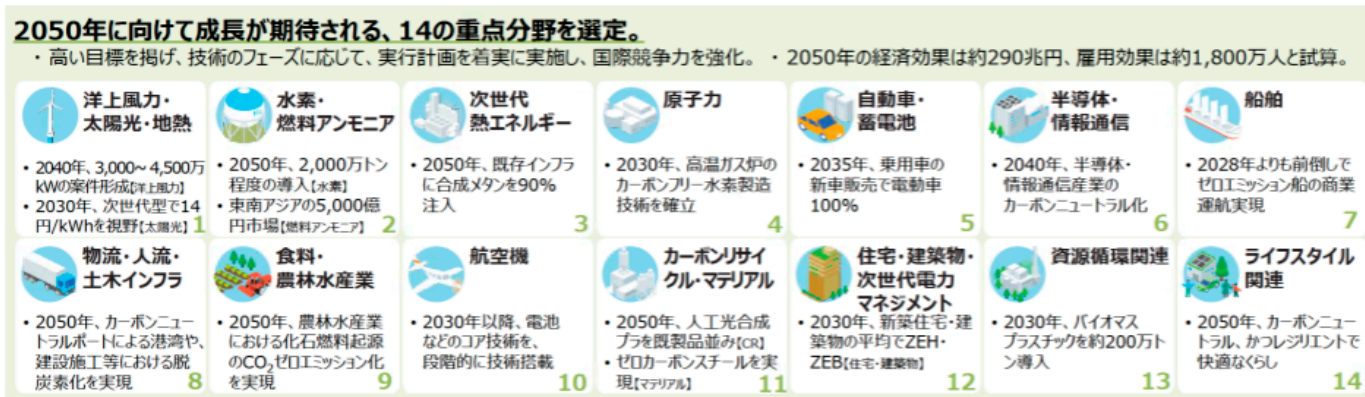 2050年に向けて成長が期待される、14の重点分野を選定。
・高い目標を掲げ、技術のフェーズに応じて、実行計画を着実に実施し、国際競争力を強化。 ・2050年の経済効果は約290兆円、雇用効果は約1,800万人と試算。
洋上風力・
太陽光・地熱
• 2040年、3,000~4,500万
kWの案件形成【洋上風力】
• 2030年、次世代型で14
円/kWhを視野【太陽光】
1
水素・
燃料アンモニア
• 2050年、2,000万トン
程度の導入【水素】
• 東南アジアの5,000億
円市場【燃料アンモニア】
2
次世代
熱エネルギー
• 2050年、既存インフラ
に合成メタンを90%
注入
3
原子力
• 2030年、高温ガス炉の
カーボンフリー水素製造
技術を確立
4
自動車・
蓄電池
• 2035年、乗用車の
新車販売で電動車
100%
5
半導体・
情報通信
• 2040年、半導体・
情報通信産業の
カーボンニュートラル化
6
船舶
• 2028年よりも前倒しで
ゼロエミッション船の商業
運航実現
7
物流・人流・
土木インフラ
• 2050年、カーボンニュー
トラルポートによる港湾や、
建設施工等における脱
炭素化を実現
8
食料・
農林水産業
• 2050年、農林水産業
における化石燃料起源
のCO₂ゼロエミッション化
を実現
9
航空機
• 2030年以降、電池
などのコア技術を、
段階的に技術搭載
10
カーボンリサイ
クル・マテリアル
• 2050年、人工光合成
プラを既製品並み【CR】
• ゼロカーボンスチールを実
現【マテリアル】
11
住宅・建築物・
次世代電力
マネジメント
• 2030年、新築住宅・建
築物の平均でZEH・
ZEB【住宅・建築物】
12
資源循環関連
• 2030年、バイオマス
プラスチックを約200万ト
ン導入
13
ライフスタイル
関連
• 2050年、カーボンニュー
トラル、かつレジリエントで
快適なくらし
14